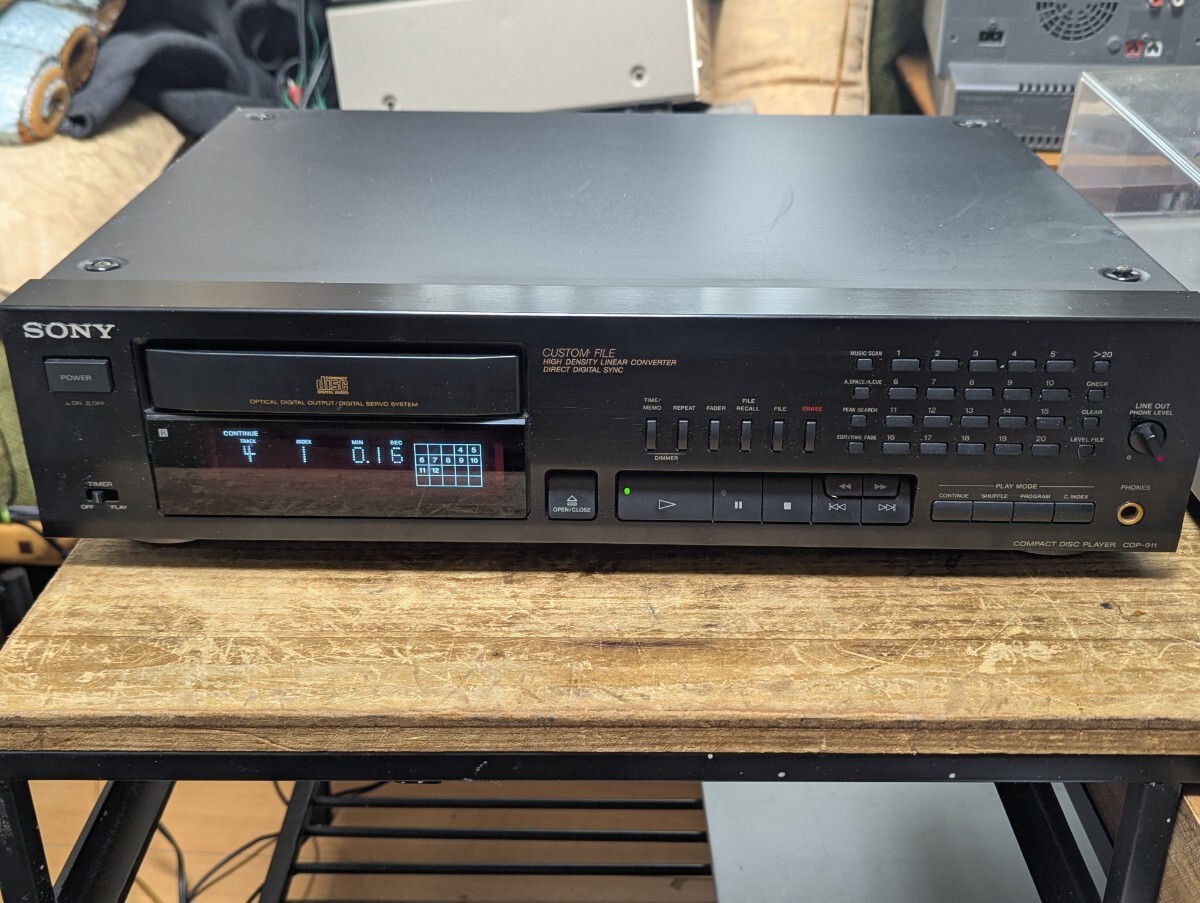 SONY
POWER
ON OFF
TIMER
OFF PLAY
COMPACT
disc
DIGITAL AUDIO
OPTICAL DIGITAL OUTPUT/DIGITAL SERVO SYSTEM
R
CONTINUE
TRACK INDEX MIN SEC
4 1 0.16
4 5
6 7 8 9 10
11 12
CUSTOM FILE
HIGH DENSITY LINEAR CONVERTER
DIRECT DIGITAL SYNC
TIME/
MEMO
REPEAT
FADER
FILE
RECALL
FILE
ERASE
DIMMER
OPEN/CLOSE
MUSIC SCAN 1 2 3 4 5 >20
A.SPACE/A.CUE 6 7 8 9 10 CHECK
PEAK SEARCH 11 12 13 14 15 CLEAR
EDIT/TIME FADE 16 17 18 19 20 LEVEL FILE
PLAY MODE
CONTINUE SHUFFLE PROGRAM C.INDEX
LINE OUT
PHONE LEVEL
0
PHONES
COMPACT DISC PLAYER CDP-911